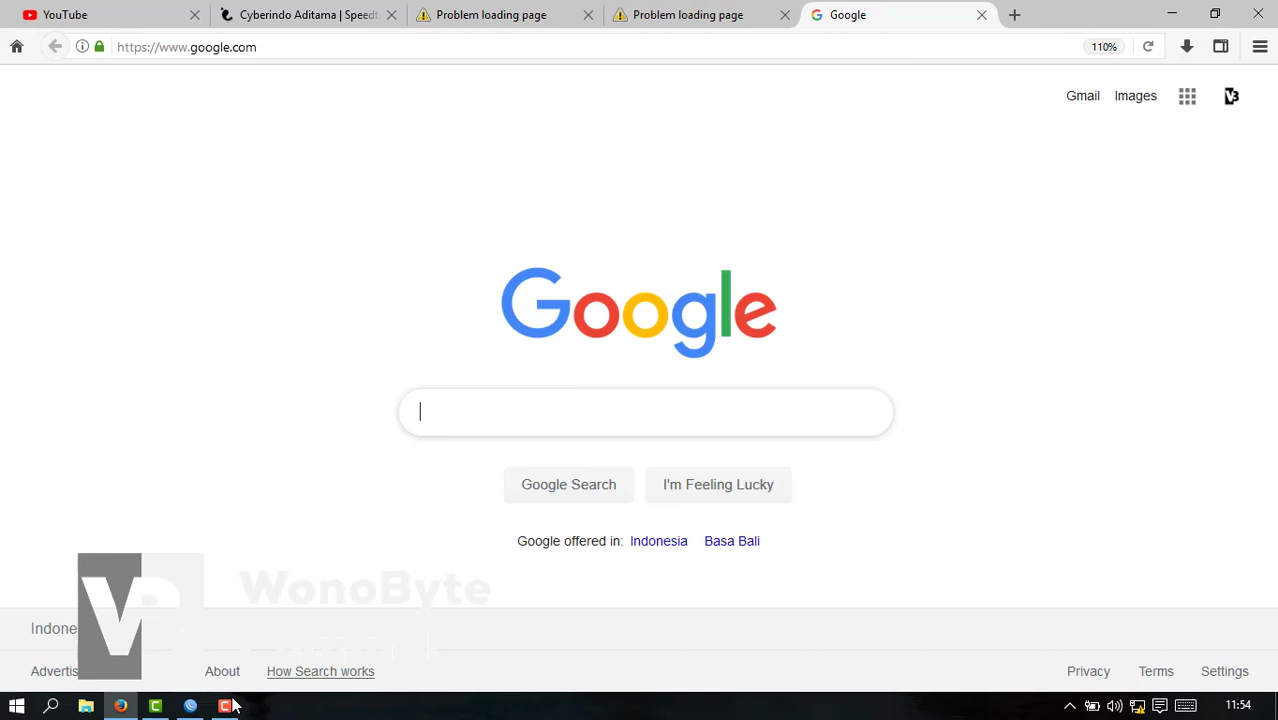 YouTube
Cyberindo Aditama | Speedt
Problem loading page
Problem loading page
Google
https://www.google.com
110%
Gmail Images
Google
Google Search I'm Feeling Lucky
Google offered in: Indonesia Basa Bali
WonoByte
Indone
Advertis About How Search works
Privacy Terms Settings
11:54